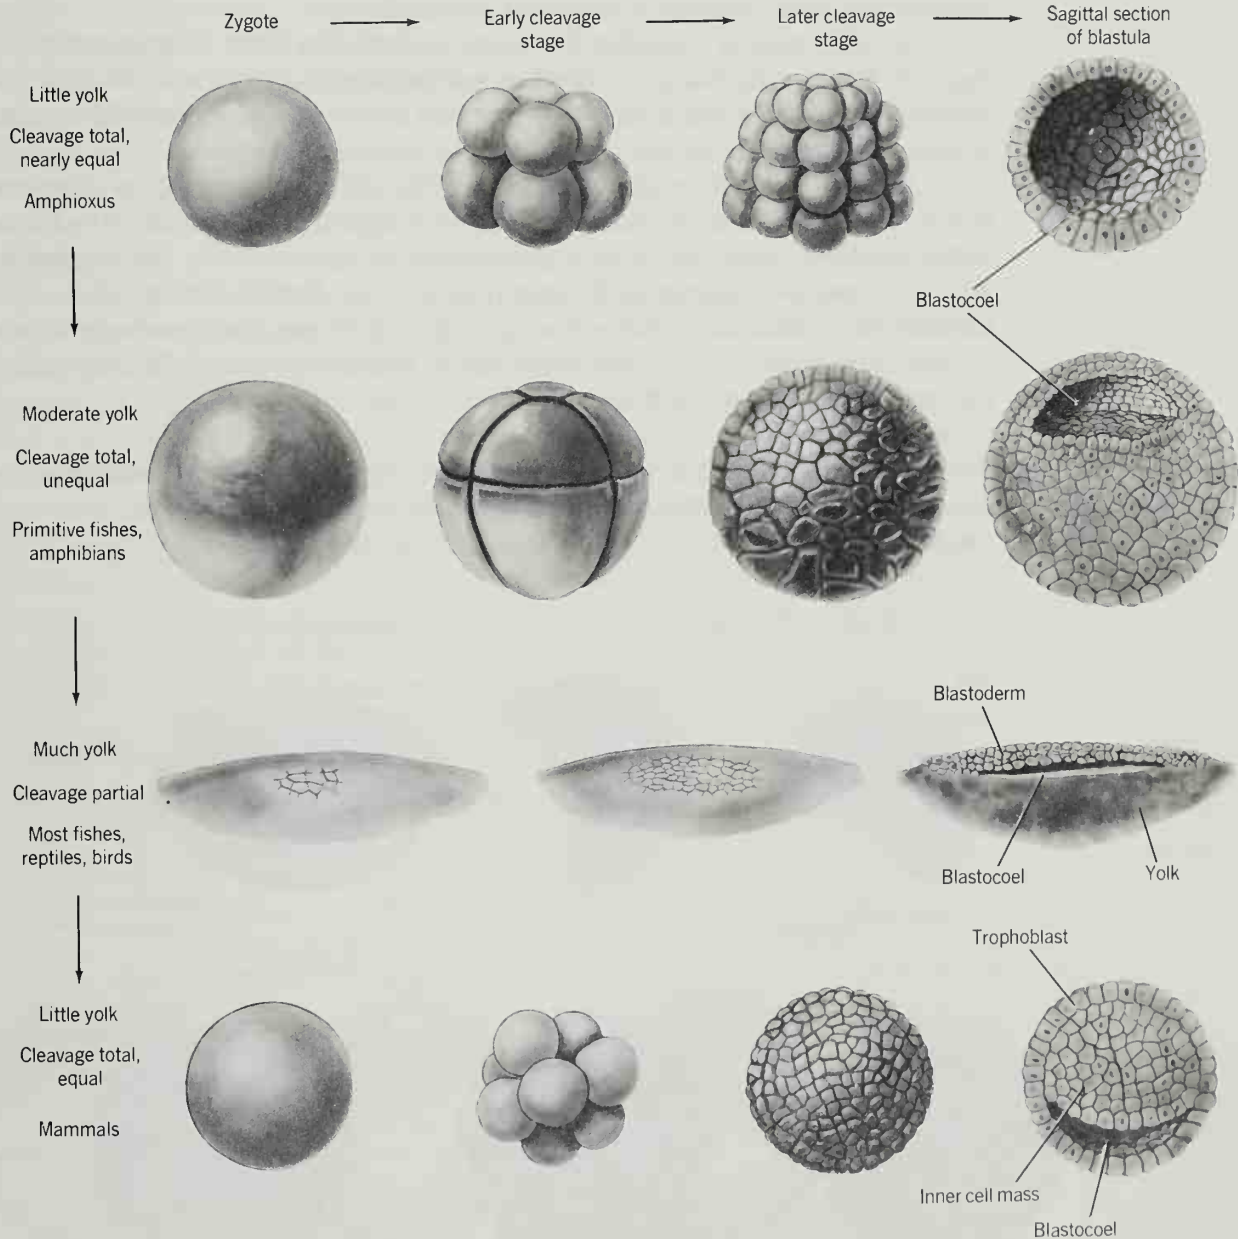 Zygote
Early cleavage
stage
Later cleavage
stage
Sagittal section
of blastula
Little yolk
Cleavage total,
nearly equal
Amphioxus
Blastocoel
Moderate yolk
Cleavage total,
unequal
Primitive fishes,
amphibians
Blastoderm
Much yolk
Cleavage partial
Most fishes,
reptiles, birds
Blastocoel
Yolk
Trophoblast
Little yolk
Cleavage total,
equal
Mammals
Inner cell mass
Blastocoel